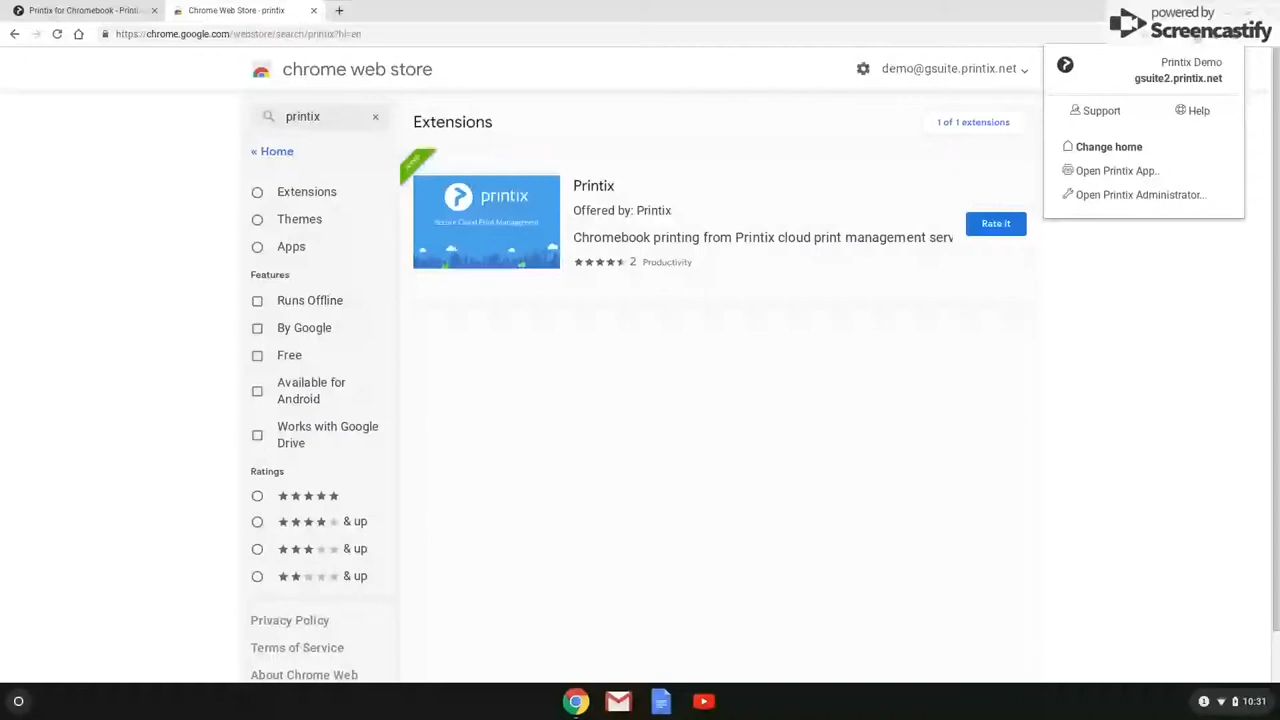 Printix for Chromebook - Printi
Chrome Web Store - printix
https://chrome.google.com/webstore/search/printix?hl=en
powered by
Screencastify
chrome web store
demo@gsuite.printix.net
Printix Demo
gsuite2.printix.net
Support
Help
Change home
Open Printix App..
Open Printix Administrator...
printix
« Home
Extensions
Themes
Apps
Features
Runs Offline
By Google
Free
Available for
Android
Works with Google
Drive
Ratings
& up
& up
& up
Privacy Policy
Terms of Service
About Chrome Web
Extensions
1 of 1 extensions
printix
Secure Cloud Print Management
Printix
Offered by: Printix
Chromebook printing from Printix cloud print management serv
2 Productivity
Rate it
10:31